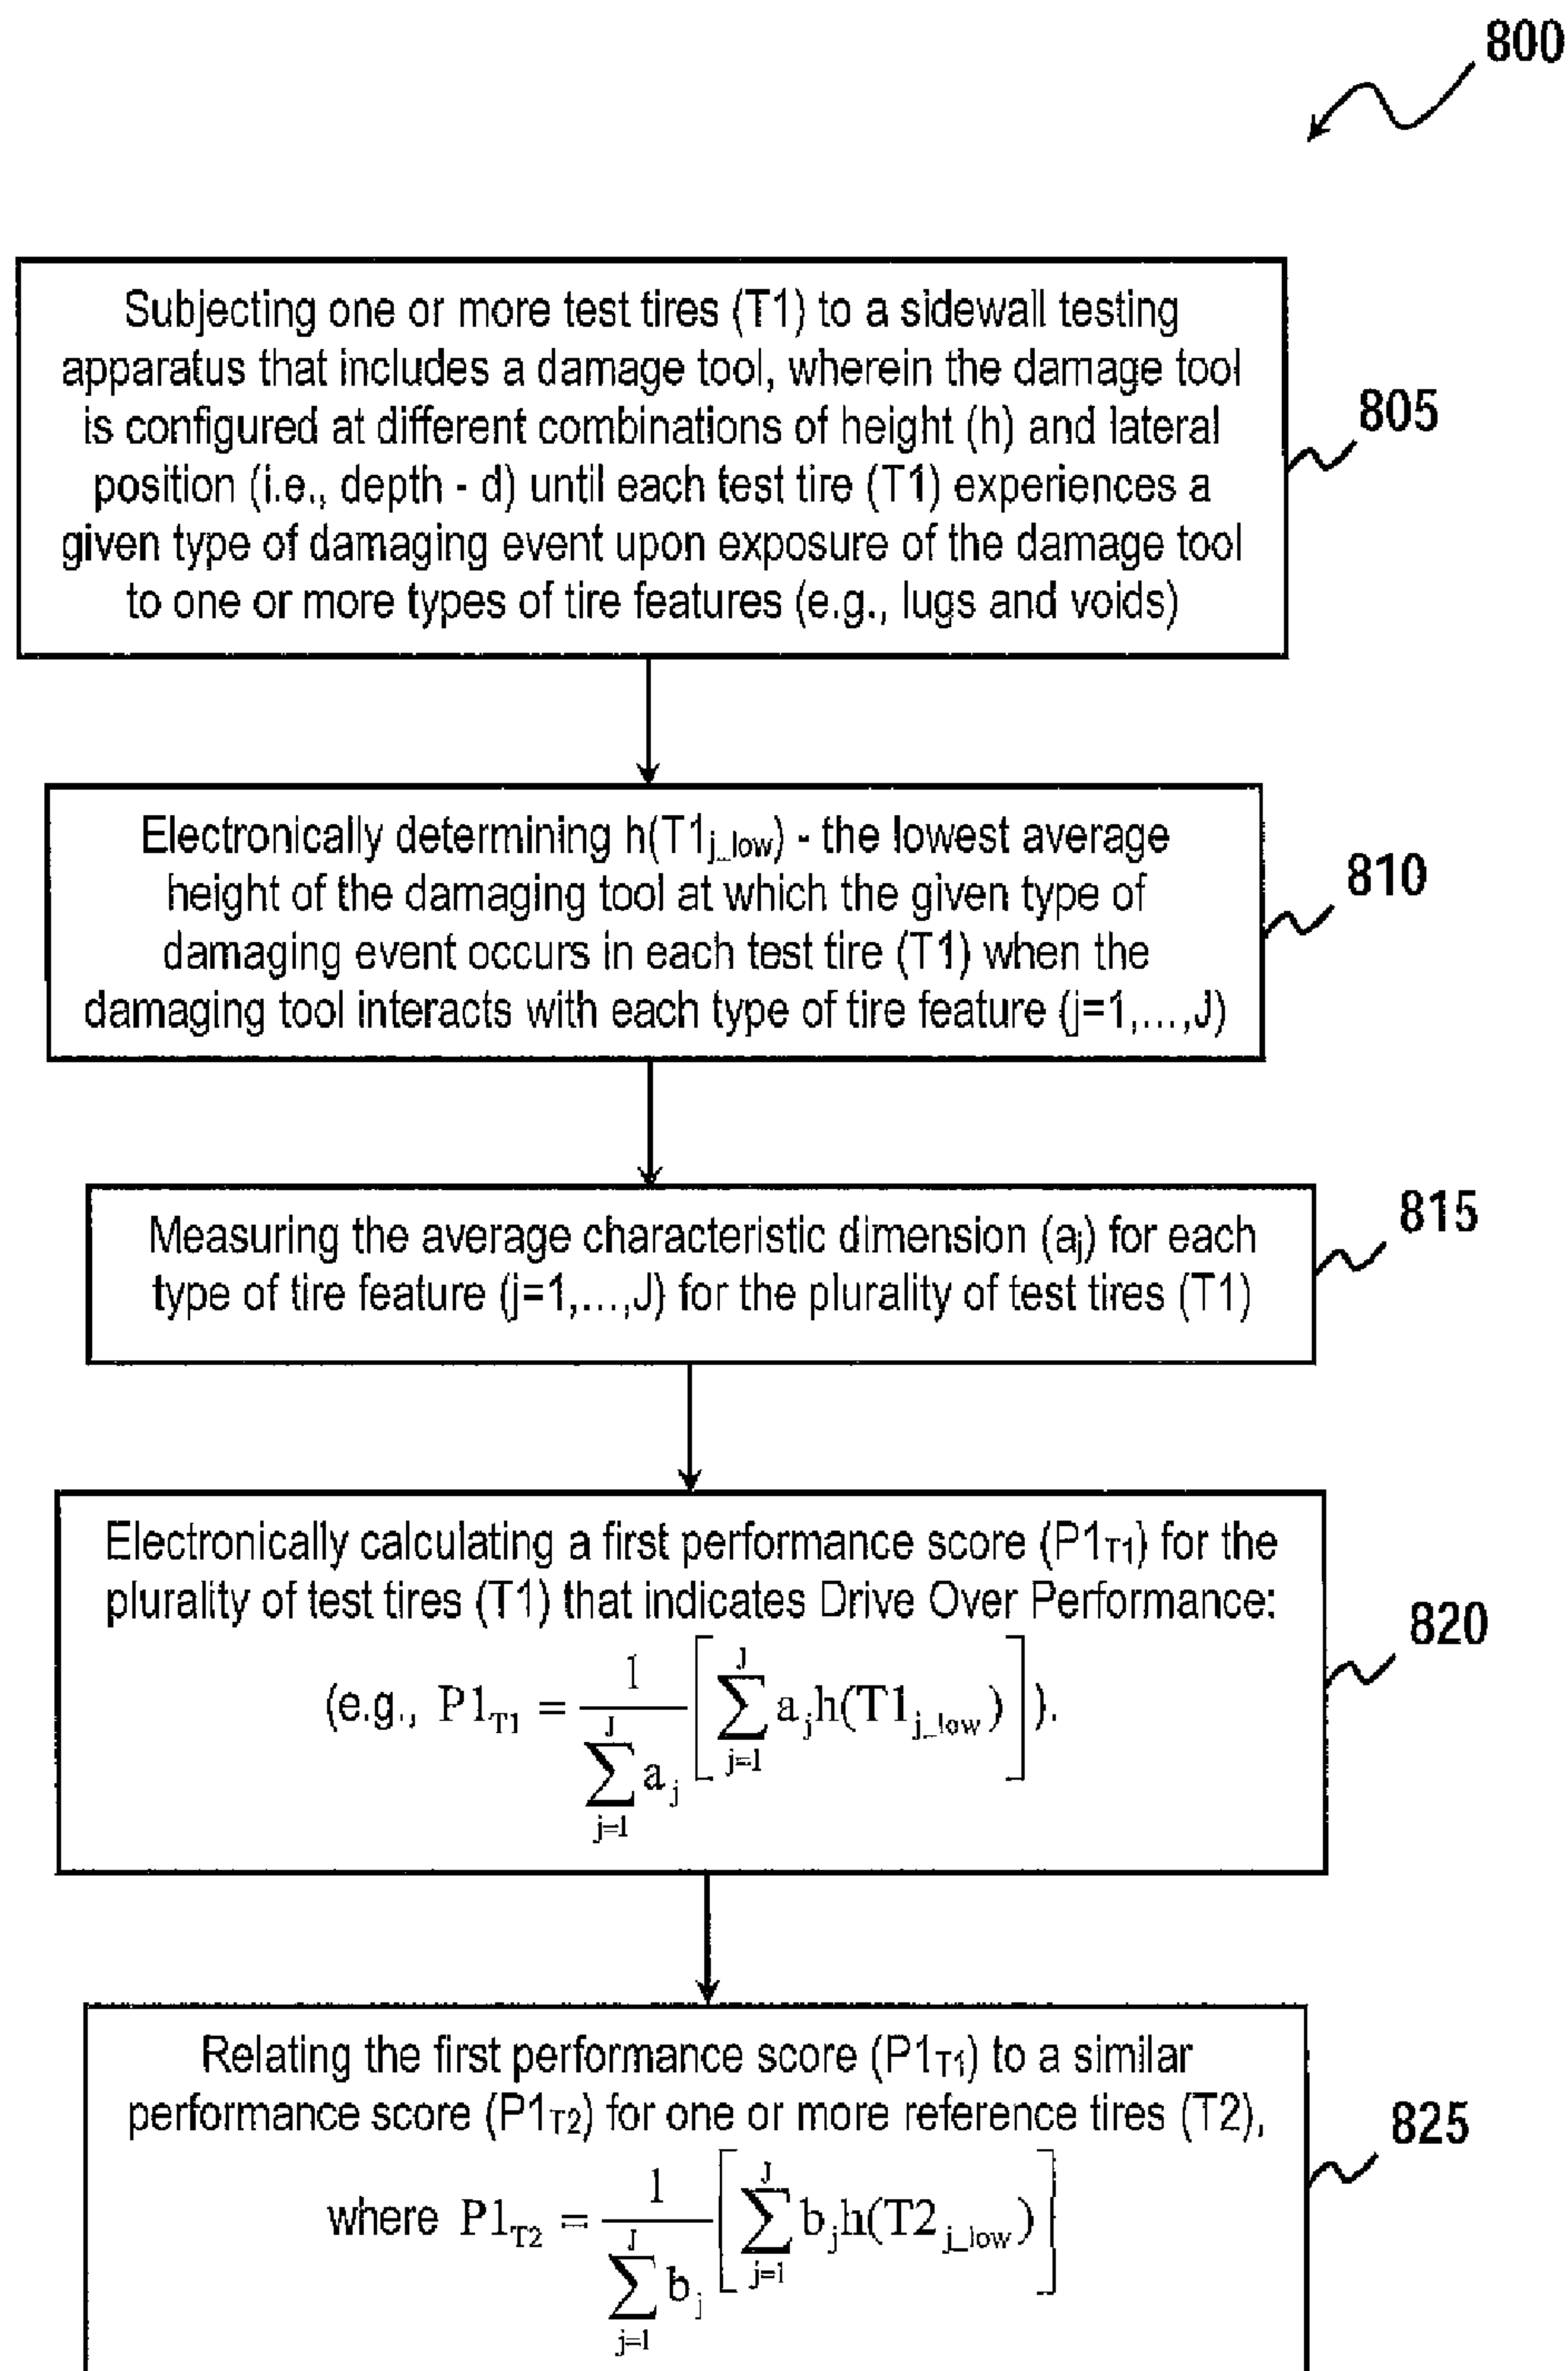 800
Subjecting one or more test tires (T1) to a sidewall testing
apparatus that includes a damage tool, wherein the damage tool
is configured at different combinations of height (h) and lateral
position (i.e., depth - d) until each test tire (T1) experiences a
given type of damaging event upon exposure of the damage tool
to one or more types of tire features (e.g., lugs and voids)
805
Electronically determining h(T1j_low) - the lowest average
height of the damaging tool at which the given type of
damaging event occurs in each test tire (T1) when the
damaging tool interacts with each type of tire feature (j=1,...,J)
810
Measuring the average characteristic dimension (aj) for each
type of tire feature (j=1,...,J) for the plurality of test tires (T1)
815
Electronically calculating a first performance score (P1T1) for the
plurality of test tires (T1) that indicates Drive Over Performance:
(e.g., P1T1 = 1 / ∑ j=1 J aj [ ∑ j=1 J ajh(T1j_low) ] ).
820
Relating the first performance score (P1T1) to a similar
performance score (P1T2) for one or more reference tires (T2),
where P1T2 = 1 / ∑ j=1 J bj [ ∑ j=1 J bjh(T2j_low) ]
825